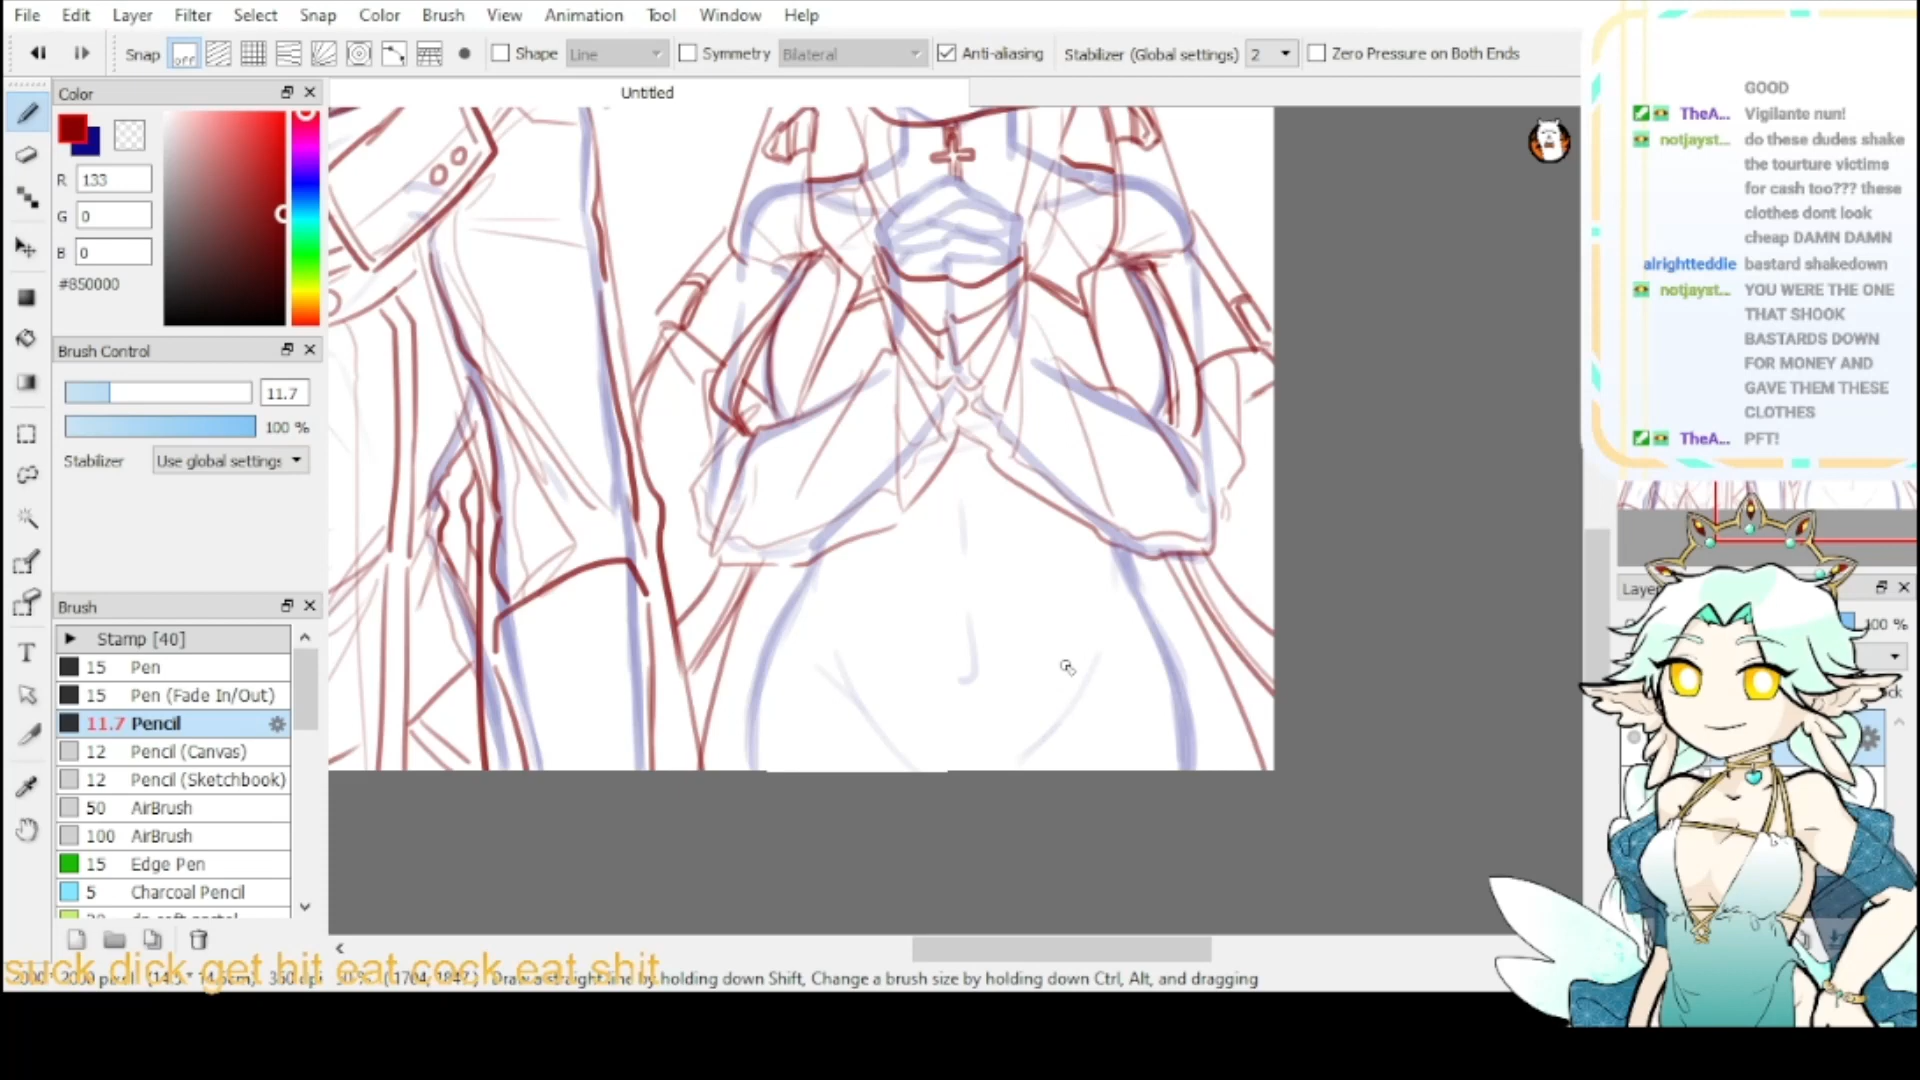 File Edit Layer Filter Select Snap Color Brush View Animation Tool Window Help
Snap off Shape Line Symmetry Bilateral Anti-aliasing Stabilizer (Global settings) 2 Zero Pressure on Both Ends
Color
Untitled
R 133
G 0
B 0
#850000
Brush Control
11.7
100 %
Stabilizer Use global settings
Brush
Stamp [40]
15 Pen
15 Pen (Fade In/Out)
11.7 Pencil
12 Pencil (Canvas)
12 Pencil (Sketchbook)
50 AirBrush
100 AirBrush
15 Edge Pen
5 Charcoal Pencil
suck dick get hit eat cock eat shit
Draw a straight line by holding down Shift, Change a brush size by holding down Ctrl, Alt, and dragging
GOOD
TheA... Vigilante nun!
notjayst... do these dudes shake
the tourture victims
for cash too??? these
clothes dont look
cheap DAMN DAMN
alrightteddle bastard shakedown
notjayst... YOU WERE THE ONE
THAT SHOOK
BASTARDS DOWN
FOR MONEY AND
GAVE THEM THESE
CLOTHES
TheA... PFT!
100 %